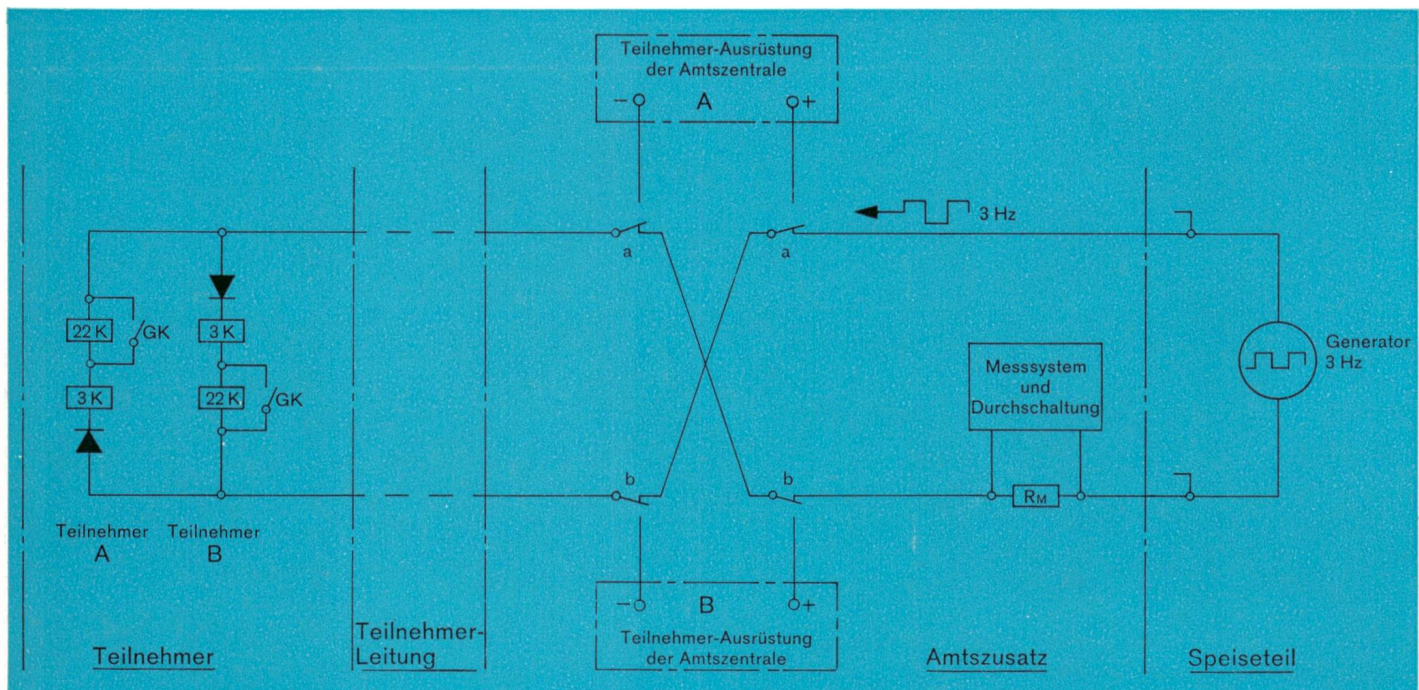 Teilnehmer-Ausrüstung
der Amtszentrale
− A +
3 Hz
a
a
22 K
GK
3 K
3 K
22 K
GK
Generator
3 Hz
Messsystem
und
Durchschaltung
b
b
RM
Teilnehmer
A
Teilnehmer
B
− B +
Teilnehmer-Ausrüstung
der Amtszentrale
Teilnehmer
Teilnehmer-
Leitung
Amtszusatz
Speiseteil